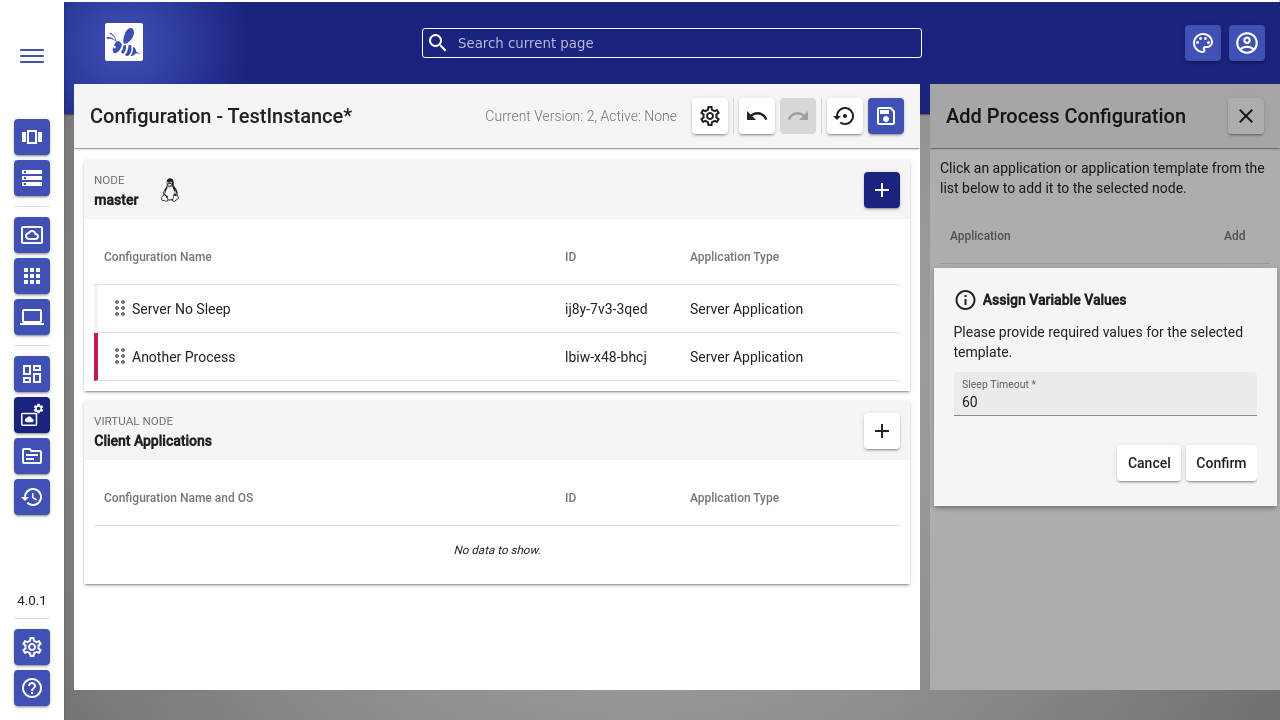 Search current page
Configuration - TestInstance*
Current Version: 2, Active: None
NODE
master
Configuration Name ID Application Type
Server No Sleep ij8y-7v3-3qed Server Application
Another Process lbiw-x48-bhcj Server Application
VIRTUAL NODE
Client Applications
Configuration Name and OS ID Application Type
No data to show.
Add Process Configuration
Click an application or application template from the
list below to add it to the selected node.
Application Add
Assign Variable Values
Please provide required values for the selected
template.
Sleep Timeout *
60
Cancel Confirm
4.0.1